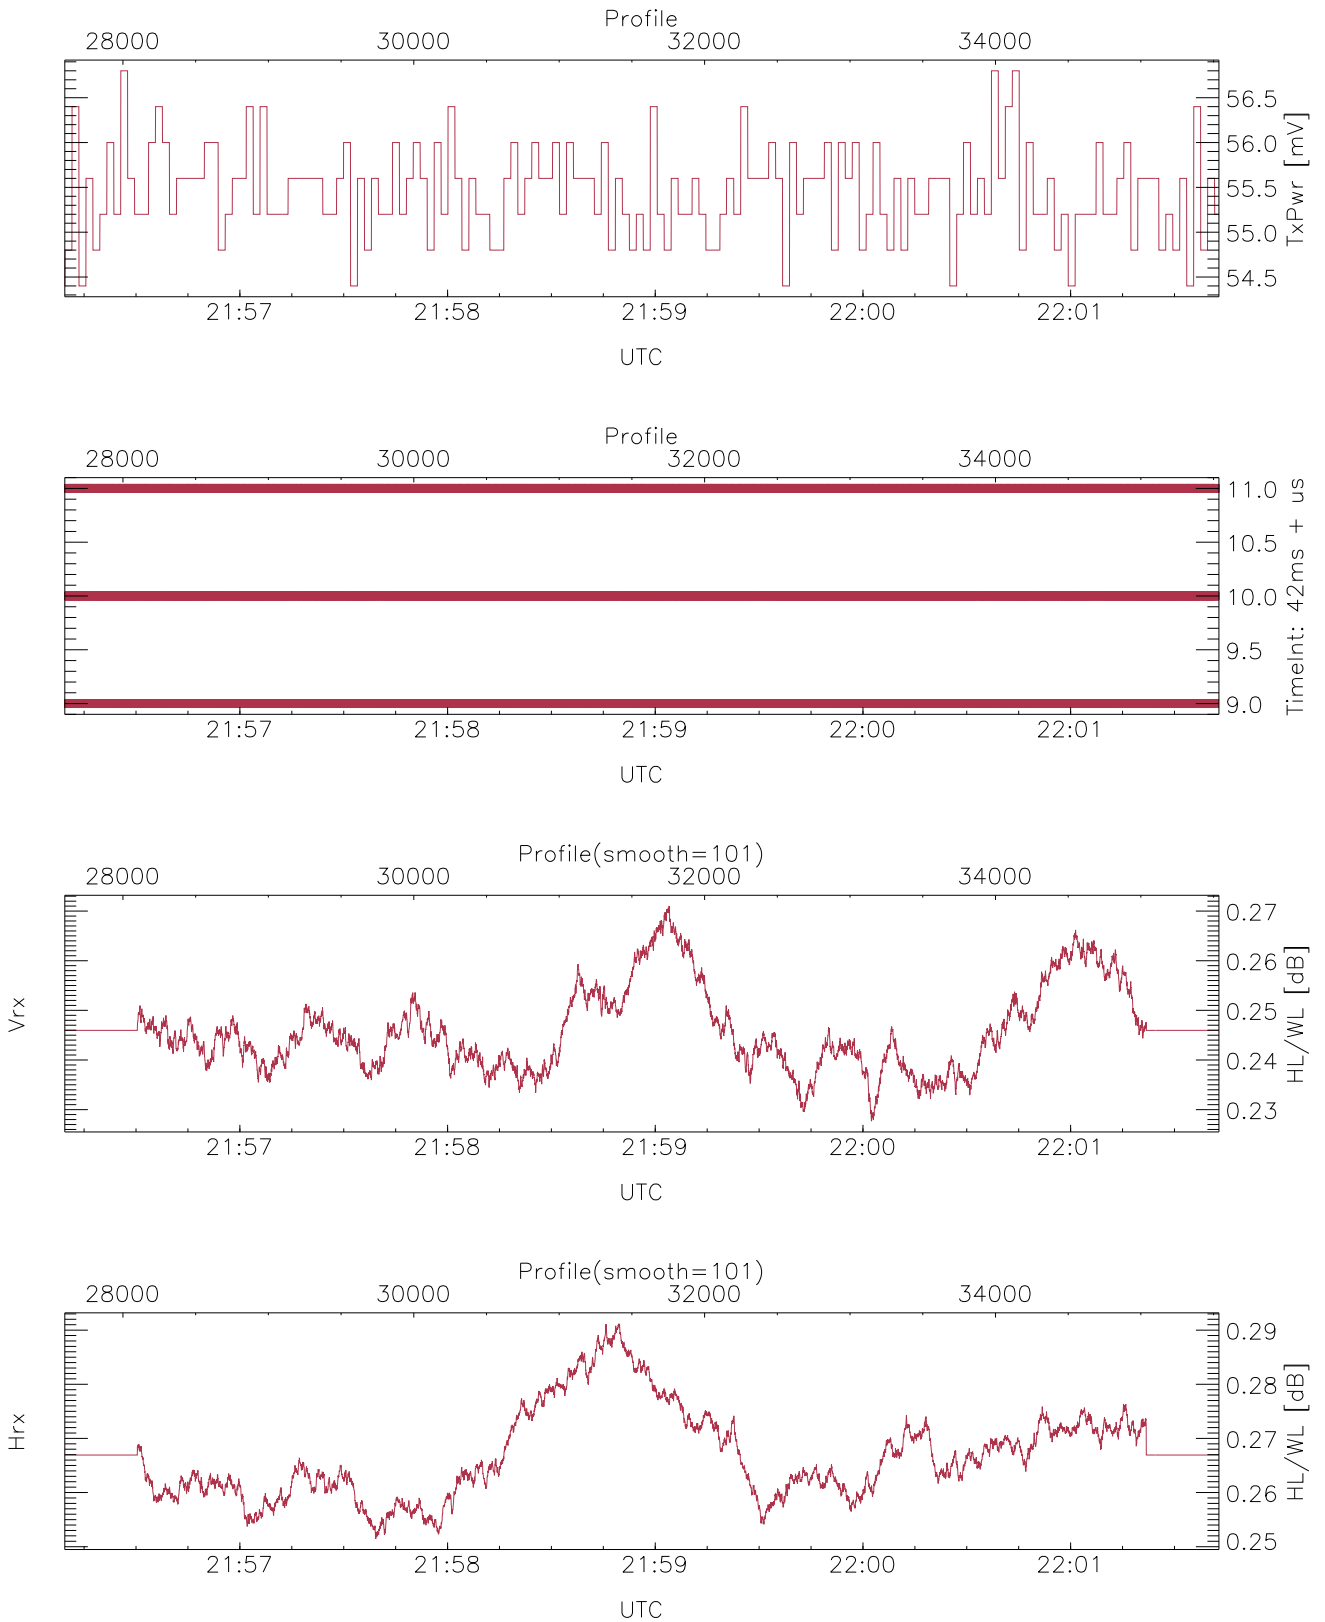 Profile
28000 30000 32000 34000
56.5
56.0
55.5
55.0
54.5
TxPwr [mV]
21:57 21:58 21:59 22:00 22:01
UTC
Profile
28000 30000 32000 34000
11.0
10.5
10.0
9.5
9.0
TimeInt: 42ms + us
21:57 21:58 21:59 22:00 22:01
UTC
Profile(smooth=101)
28000 30000 32000 34000
Vrx
0.27
0.26
0.25
0.24
0.23
HL/WL [dB]
21:57 21:58 21:59 22:00 22:01
UTC
Profile(smooth=101)
28000 30000 32000 34000
Hrx
0.29
0.28
0.27
0.26
0.25
HL/WL [dB]
21:57 21:58 21:59 22:00 22:01
UTC